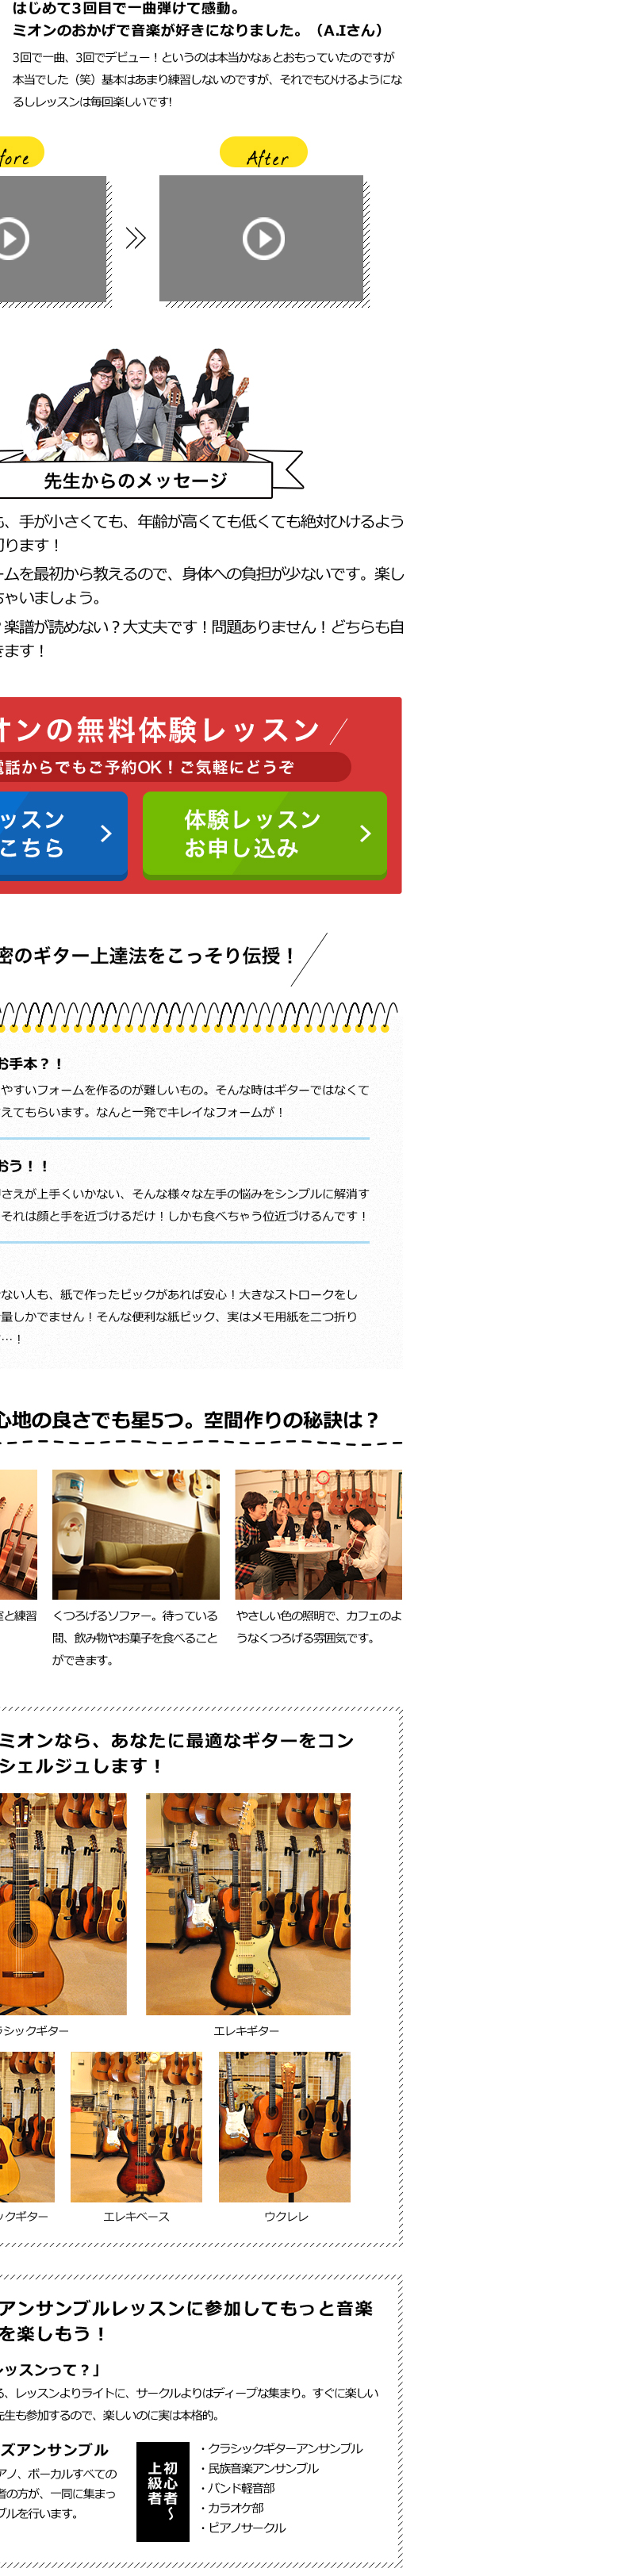 はじめて3回目で一曲弾けて感動。
ミオンのおかげで音楽が好きになりました。（A.Iさん）
3回で一曲、3回でデビュー！というのは本当かなぁとおもっていたのですが
本当でした（笑）基本はあまり練習しないのですが、それでもひけるようにな
るしレッスンは毎回楽しいです!
fore
After
先生からのメッセージ
、手が小さくても、年齢が高くても低くても絶対ひけるよう
ります！
ームを最初から教えるので、身体への負担が少ないです。楽し
ちゃいましょう。
？楽譜が読めない？大丈夫です！問題ありません！どちらも自
きます！
オンの無料体験レッスン
電話からでもご予約OK！ご気軽にどうぞ
ッスン
こちら
体験レッスン
お申し込み
密のギター上達法をこっそり伝授！
お手本？！
やすいフォームを作るのが難しいもの。そんな時はギターではなくて
えてもらいます。なんと一発でキレイなフォームが！
おう！！
さえが上手くいかない、そんな様々な左手の悩みをシンプルに解消す
それは顔と手を近づけるだけ！しかも食べちゃう位近づけるんです！
ない人も、紙で作ったピックがあれば安心！大きなストロークをし
量しかでません！そんな便利な紙ピック、実はメモ用紙を二つ折り
…！
心地の良さでも星5つ。空間作りの秘訣は？
室と練習
くつろげるソファー。待っている
間、飲み物やお菓子を食べること
ができます。
やさしい色の照明で、カフェのよ
うなくつろげる雰囲気です。
ミオンなら、あなたに最適なギターをコン
シェルジュします！
ラシックギター
エレキギター
ックギター
エレキベース
ウクレレ
アンサンブルレッスンに参加してもっと音楽
を楽しもう！
レッスンって？」
る、レッスンよりライトに、サークルよりはディープな集まり。すぐに楽しい
先生も参加するので、楽しいのに実は本格的。
ズアンサンブル
アノ、ボーカルすべての
者の方が、一同に集まっ
ブルを行います。
初心者～
上級者
・クラシックギターアンサンブル
・民族音楽アンサンブル
・バンド軽音部
・カラオケ部
・ピアノサークル